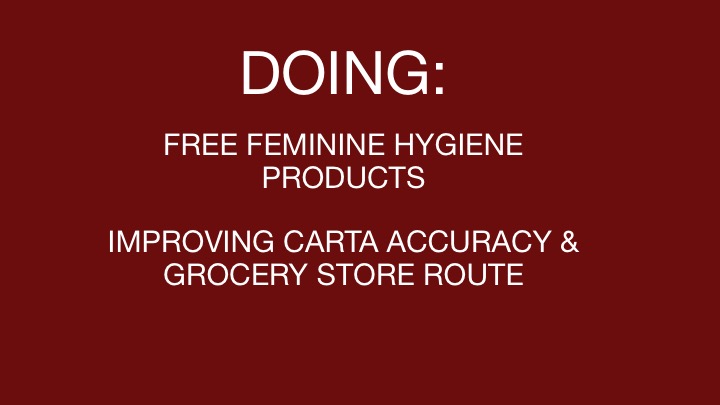 DOING:
FREE FEMININE HYGIENE
PRODUCTS
IMPROVING CARTA ACCURACY &
GROCERY STORE ROUTE